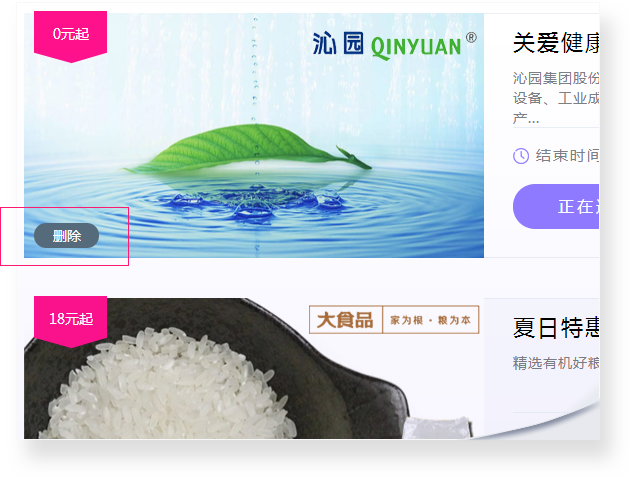 0元起
沁园 QINYUAN®
关爱健康
沁园集团股份
设备、工业成
产...
结束时间
正在
删除
18元起
大食品 家为根·粮为本
夏日特惠
精选有机好粮